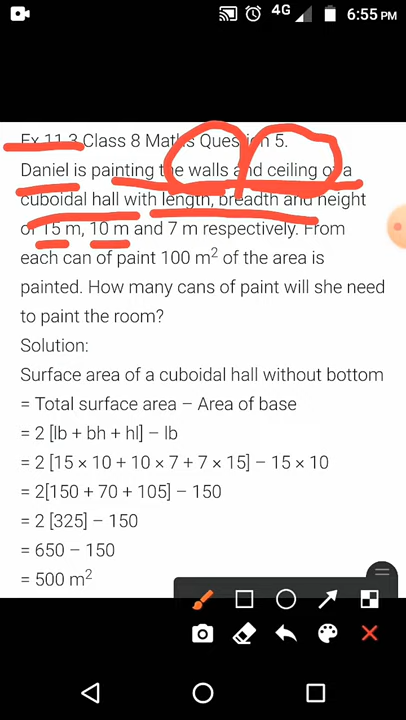 4G 6:55 PM
Ex 11.3 Class 8 Maths Question 5.
Daniel is painting the walls and ceiling of a
cuboidal hall with length, breadth and height
of 15 m, 10 m and 7 m respectively. From
each can of paint 100 m² of the area is
painted. How many cans of paint will she need
to paint the room?
Solution:
Surface area of a cuboidal hall without bottom
= Total surface area – Area of base
= 2 [lb + bh + hl] – lb
= 2 [15 × 10 + 10 × 7 + 7 × 15] – 15 × 10
= 2[150 + 70 + 105] – 150
= 2 [325] – 150
= 650 – 150
= 500 m²